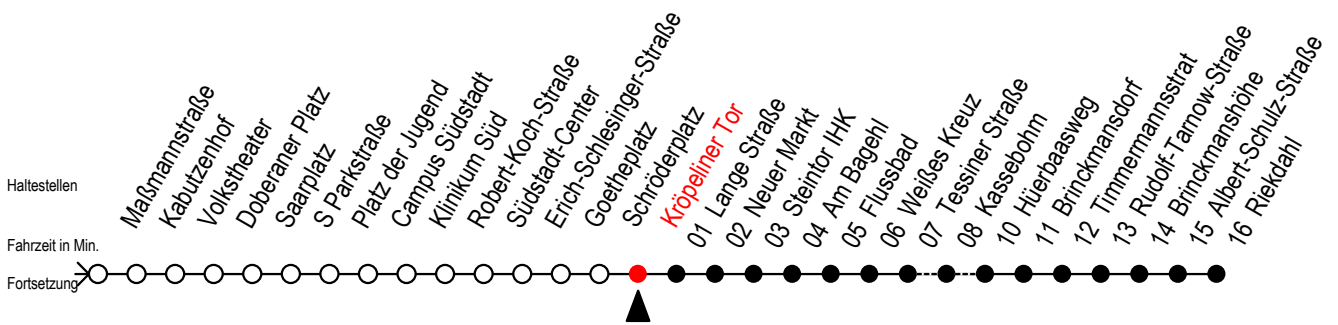 Haltestellen
Fahrzeit in Min.
Fortsetzung
Maßmannstraße
Kabutzenhof
Volkstheater
Doberaner Platz
Saarplatz
S Parkstraße
Platz der Jugend
Campus Südstadt
Klinikum Süd
Robert-Koch-Straße
Südstadt-Center
Erich-Schlesinger-Straße
Goetheplatz
Schröderplatz
Kröpeliner Tor
01 Lange Straße
02 Neuer Markt
03 Steintor IHK
04 Am Bagehl
05 Flussbad
06 Weißes Kreuz
07 Tessiner Straße
08 Kassebohm
10 Hüerbaasweg
11 Brinckmansdorf
12 Timmermannsstrat
13 Rudolf-Tarnow-Straße
14 Brinckmanshöhe
15 Albert-Schulz-Straße
16 Riekdahl